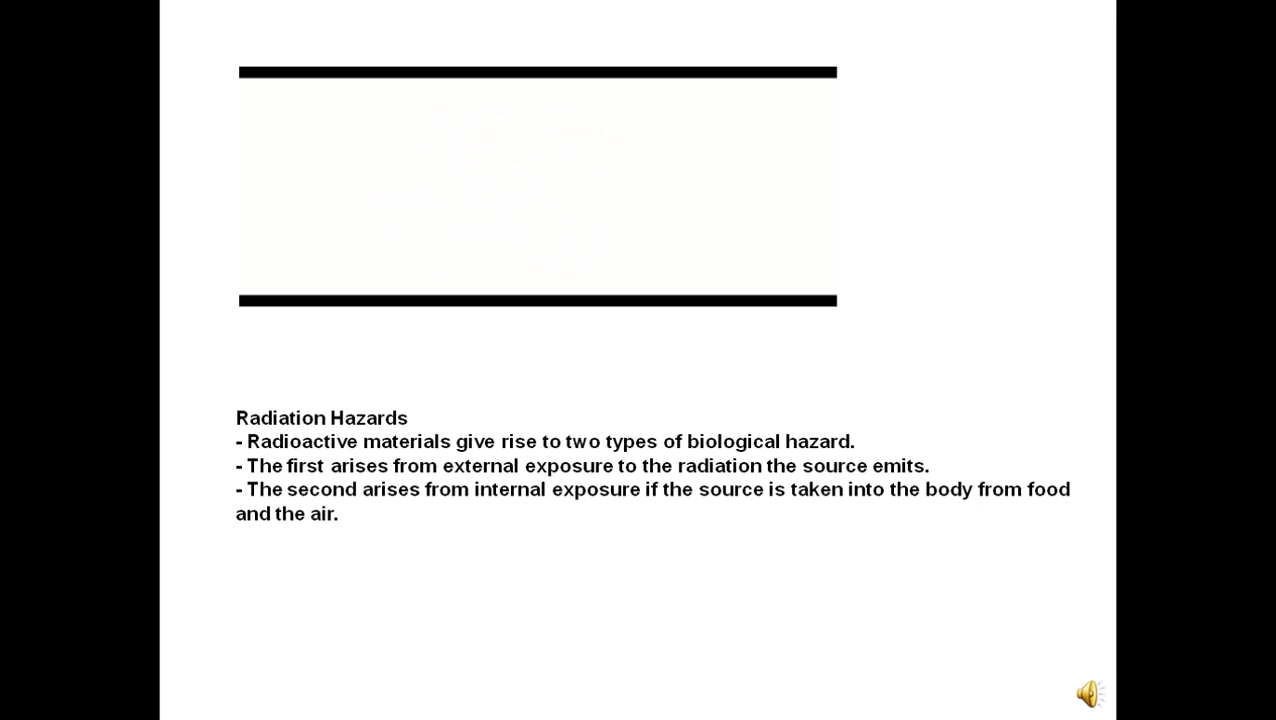 Radiation Hazards
- Radioactive materials give rise to two types of biological hazard.
- The first arises from external exposure to the radiation the source emits.
- The second arises from internal exposure if the source is taken into the body from food
and the air.